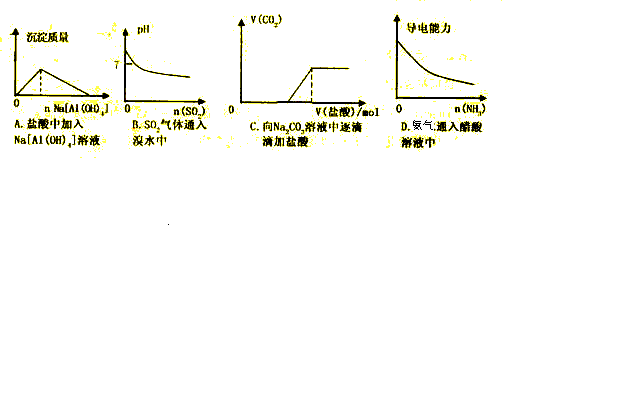 沉淀质量
0
n Na[Al(OH)4]
A.盐酸中加入
Na[Al(OH)4]溶液
pH
7
0
n(SO2)
B.SO2气体通入
溴水中
V(CO2)
0
V(盐酸)/mol
C.向Na2CO3溶液中逐滴
滴加盐酸
导电能力
0
n(NH3)
D.氨气通入醋酸
溶液中